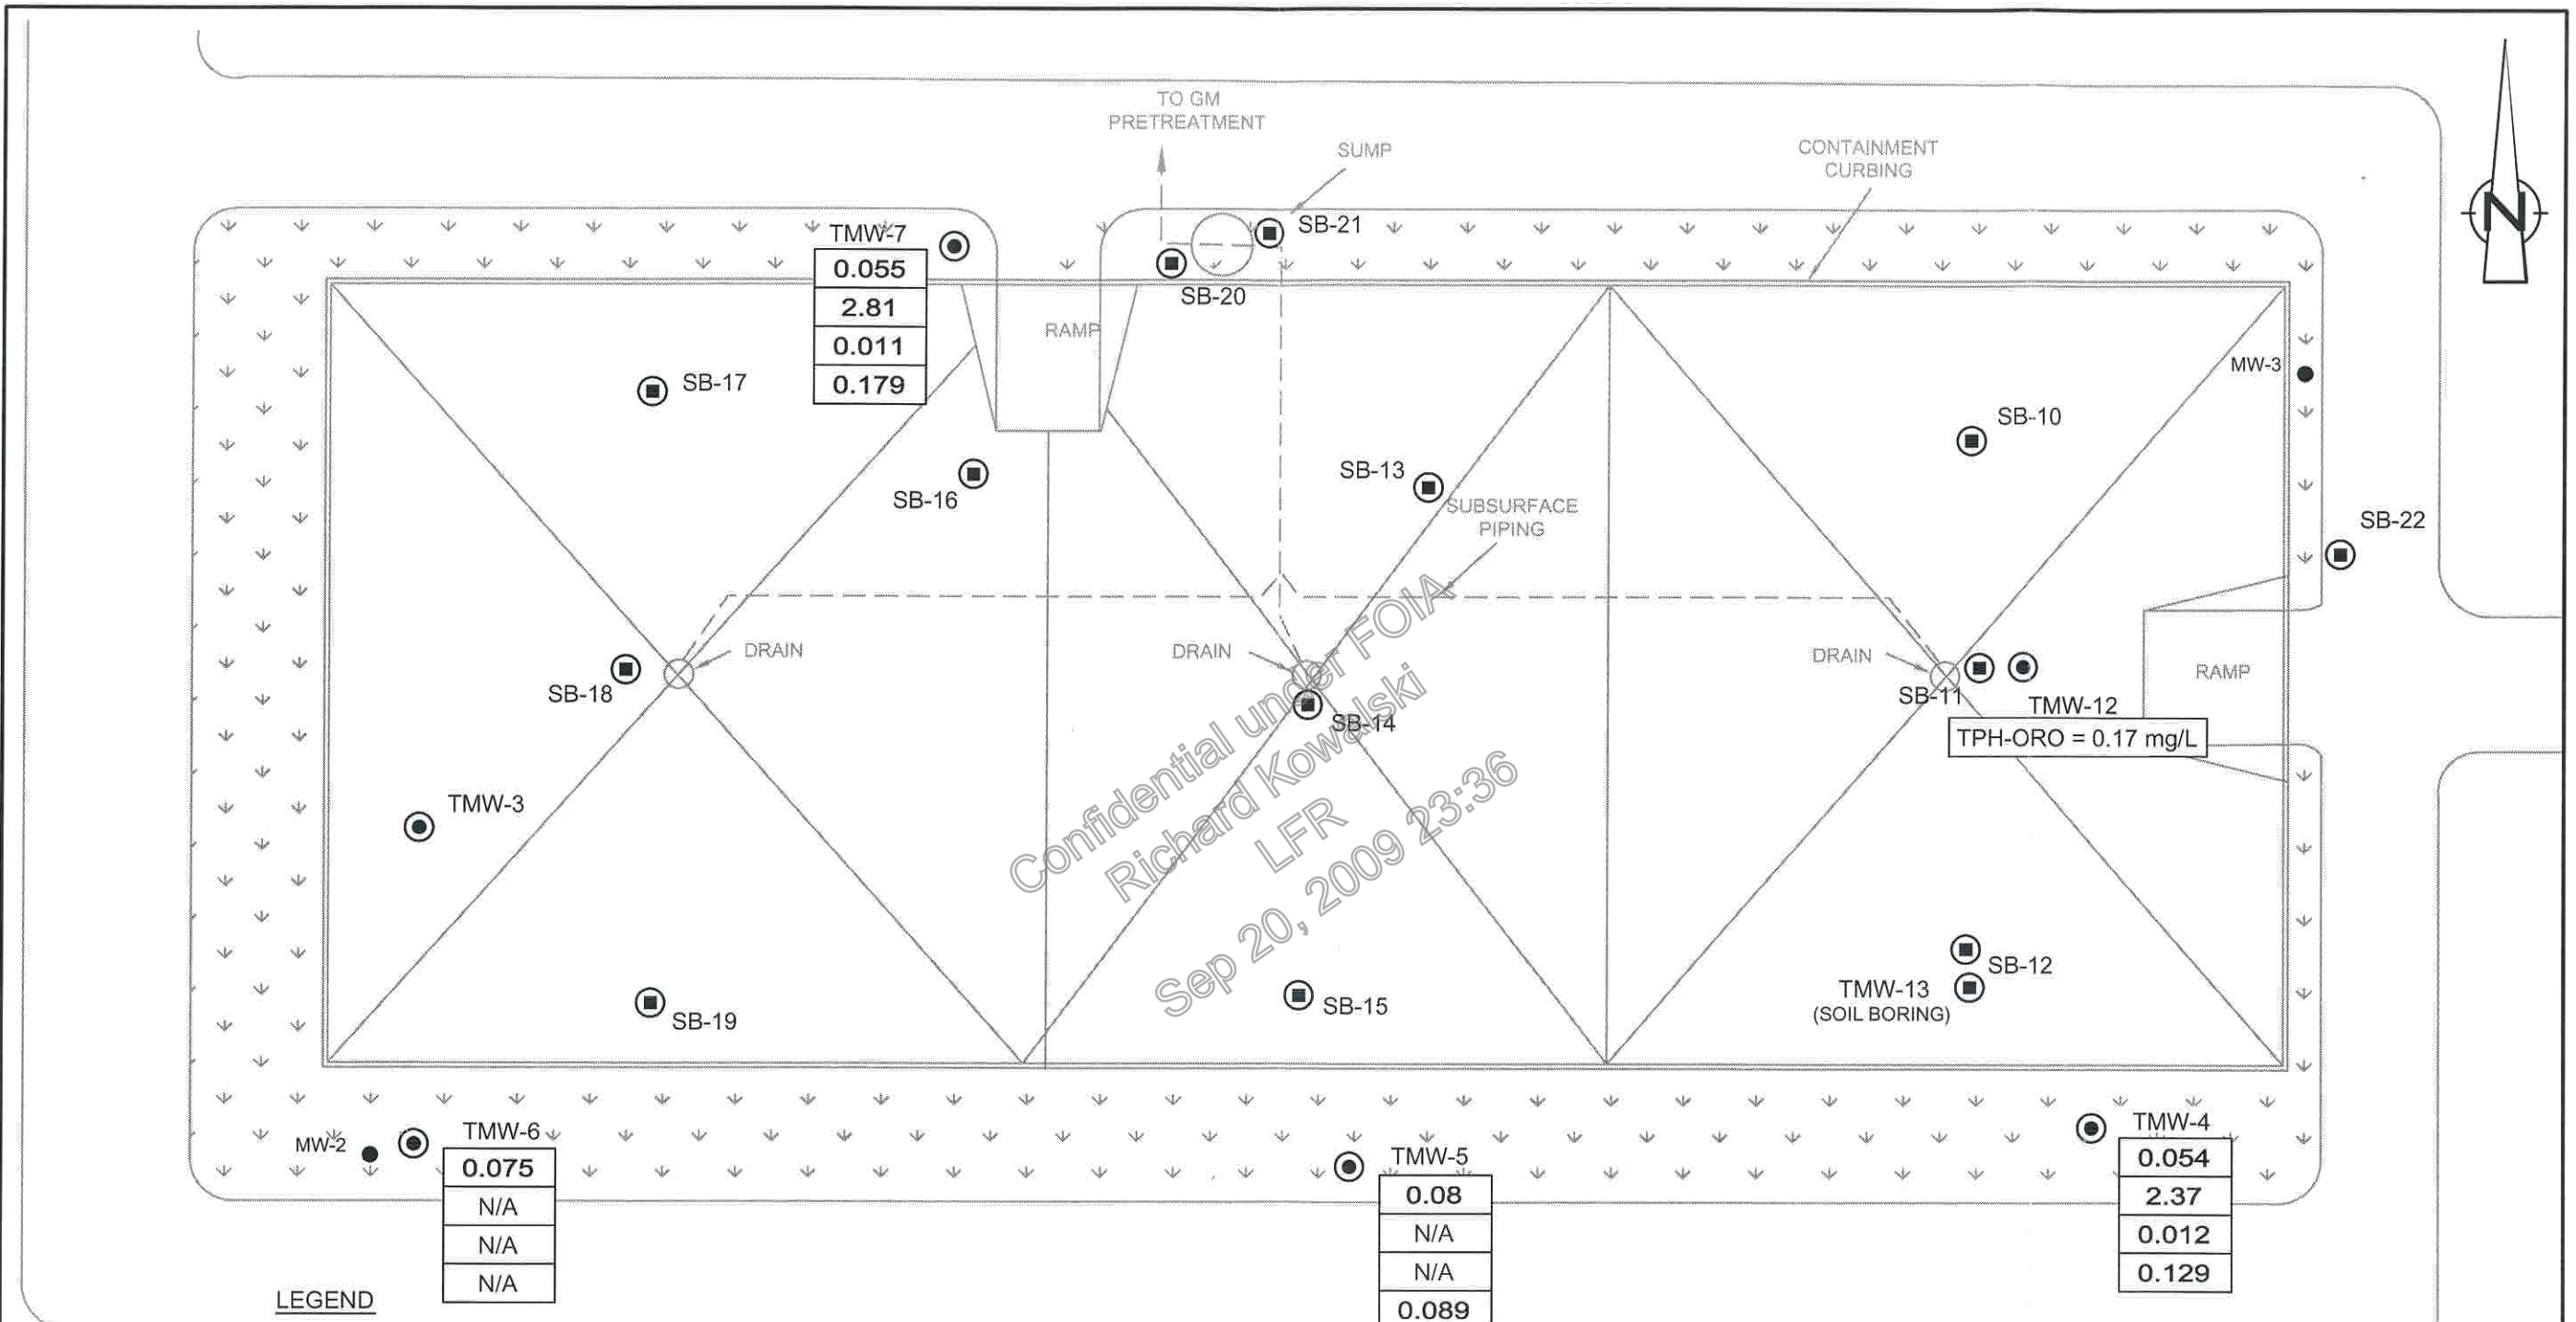 TO GM
PRETREATMENT
SUMP
CONTAINMENT
CURBING
N
SB-21
TMW-7
0.055
2.81
0.011
0.179
SB-20
RAMP
MW-3
SB-17
SB-10
SB-13
SB-16
SUBSURFACE
PIPING
SB-22
DRAIN
DRAIN
DRAIN
RAMP
SB-18
SB-11
TMW-12
TPH-ORO = 0.17 mg/L
SB-14
Confidential under FOIA
Richard Kowalski
LFR
Sep 20, 2009 23:36
TMW-3
SB-12
TMW-13
(SOIL BORING)
SB-15
SB-19
MW-2
TMW-6
0.075
N/A
N/A
N/A
TMW-5
0.08
N/A
N/A
0.089
TMW-4
0.054
2.37
0.012
0.129
LEGEND